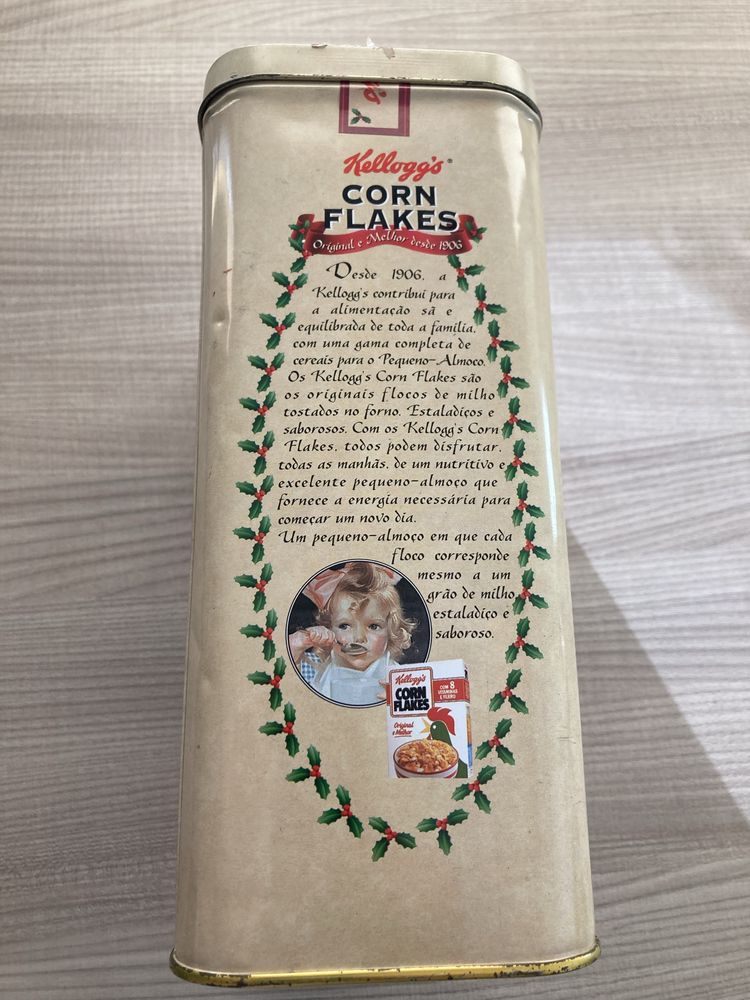 Kellogg's®
CORN
FLAKES
Original e Melhor desde 1906
Desde 1906, a
Kellogg's contribui para
a alimentação sã e
equilibrada de toda a família,
com uma gama completa de
cereais para o Pequeno-Almoço.
Os Kellogg's Corn Flakes são
os originais flocos de milho
tostados no forno. Estaladiços e
saborosos. Com os Kellogg's Corn
Flakes, todos podem disfrutar,
todas as manhãs, de um nutritivo e
excelente pequeno-almoço que
fornece a energia necessária para
começar um novo dia.
Um pequeno-almoço em que cada
floco corresponde
mesmo a um
grão de milho
estaladiço e
saboroso.
Kellogg's
CORN
FLAKES
COM 8
VITAMINAS
E FERRO
Original
e Melhor